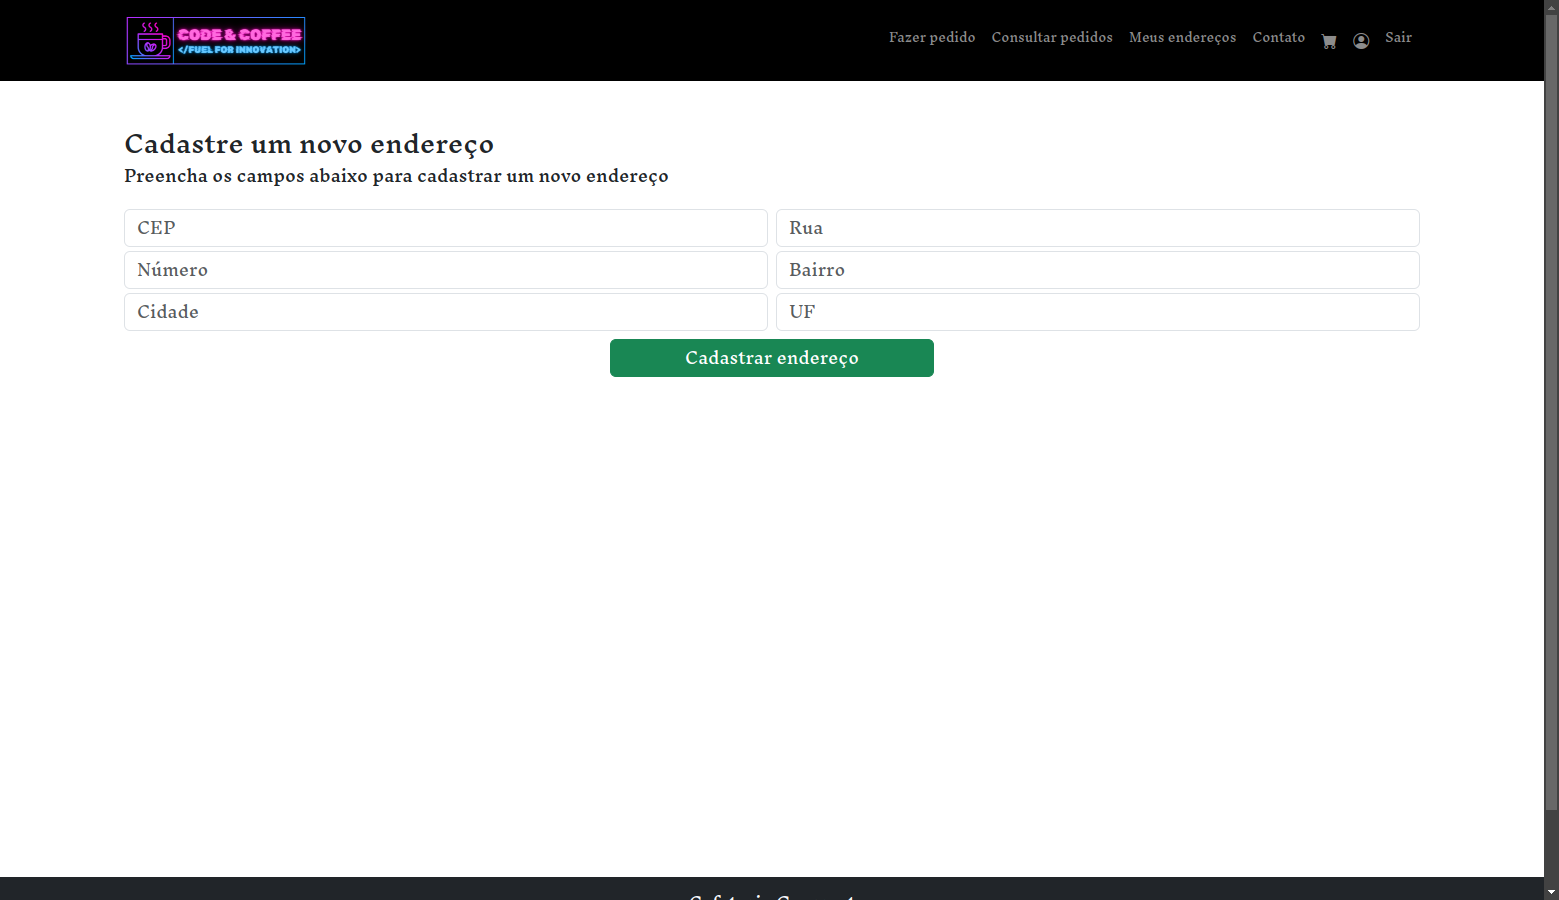 CODE & COFFEE
</FUEL FOR INNOVATION>
Fazer pedido
Consultar pedidos
Meus endereços
Contato
Sair
Cadastre um novo endereço
Preencha os campos abaixo para cadastrar um novo endereço
CEP
Rua
Número
Bairro
Cidade
UF
Cadastrar endereço